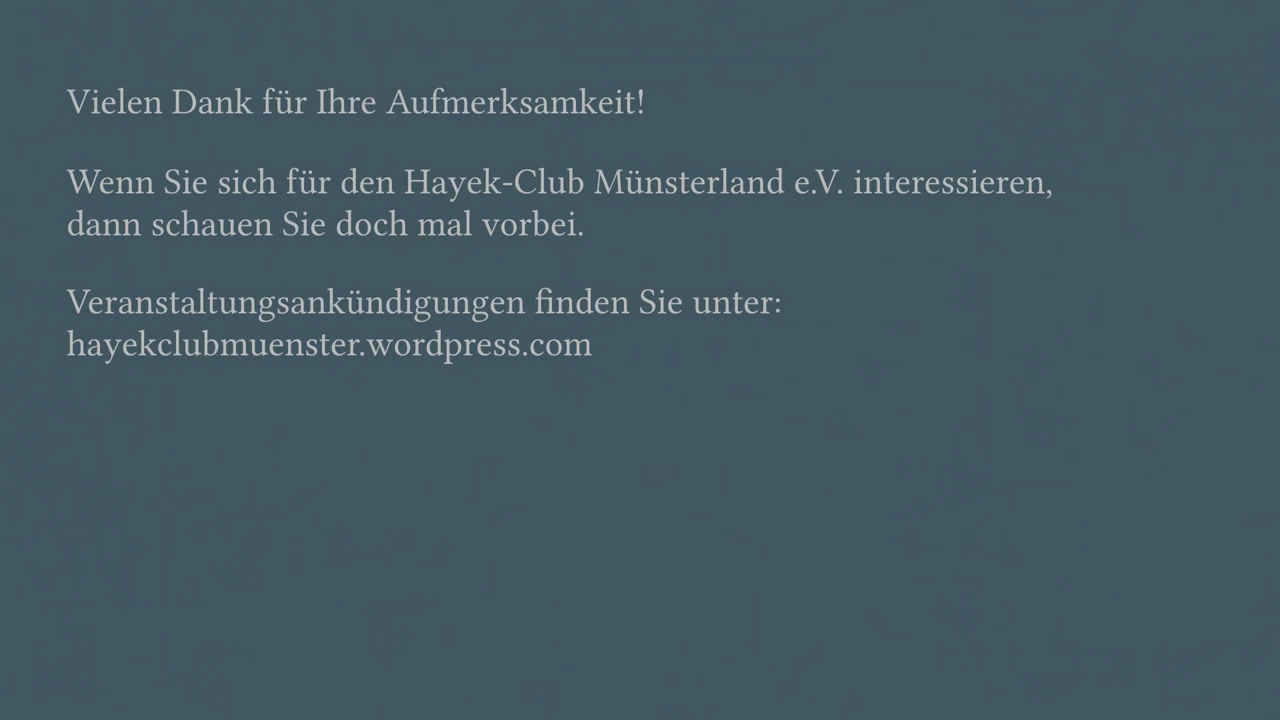 Vielen Dank für Ihre Aufmerksamkeit!
Wenn Sie sich für den Hayek-Club Münsterland e.V. interessieren,
dann schauen Sie doch mal vorbei.
Veranstaltungsankündigungen finden Sie unter:
hayekclubmuenster.wordpress.com